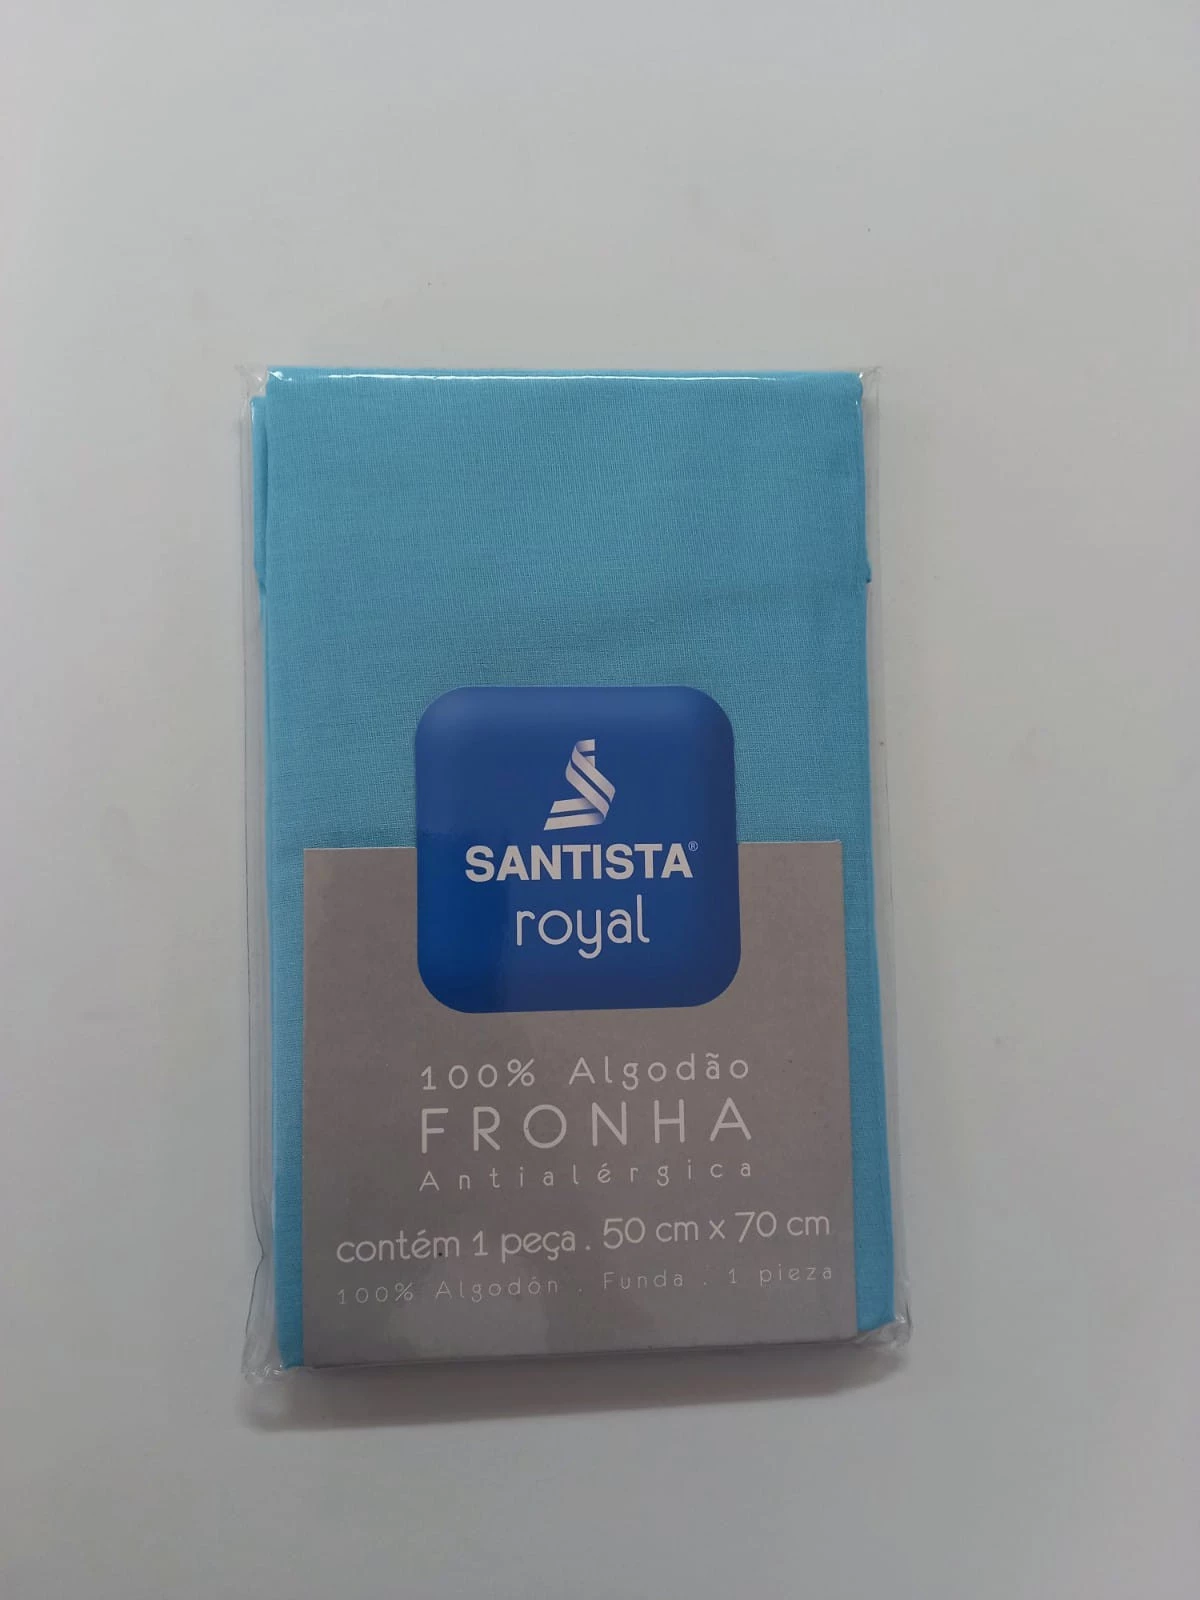 SANTISTA®
royal
100% Algodão
FRONHA
Antialérgica
contém 1 peça . 50 cm x 70 cm
100% Algodón . Funda . 1 pieza